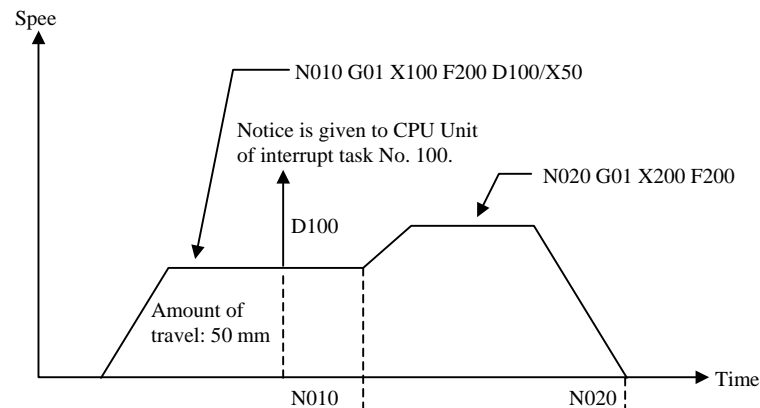 Spee
N010 G01 X100 F200 D100/X50
Notice is given to CPU Unit
of interrupt task No. 100.
N020 G01 X200 F200
D100
Amount of
travel: 50 mm
Time
N010
N020